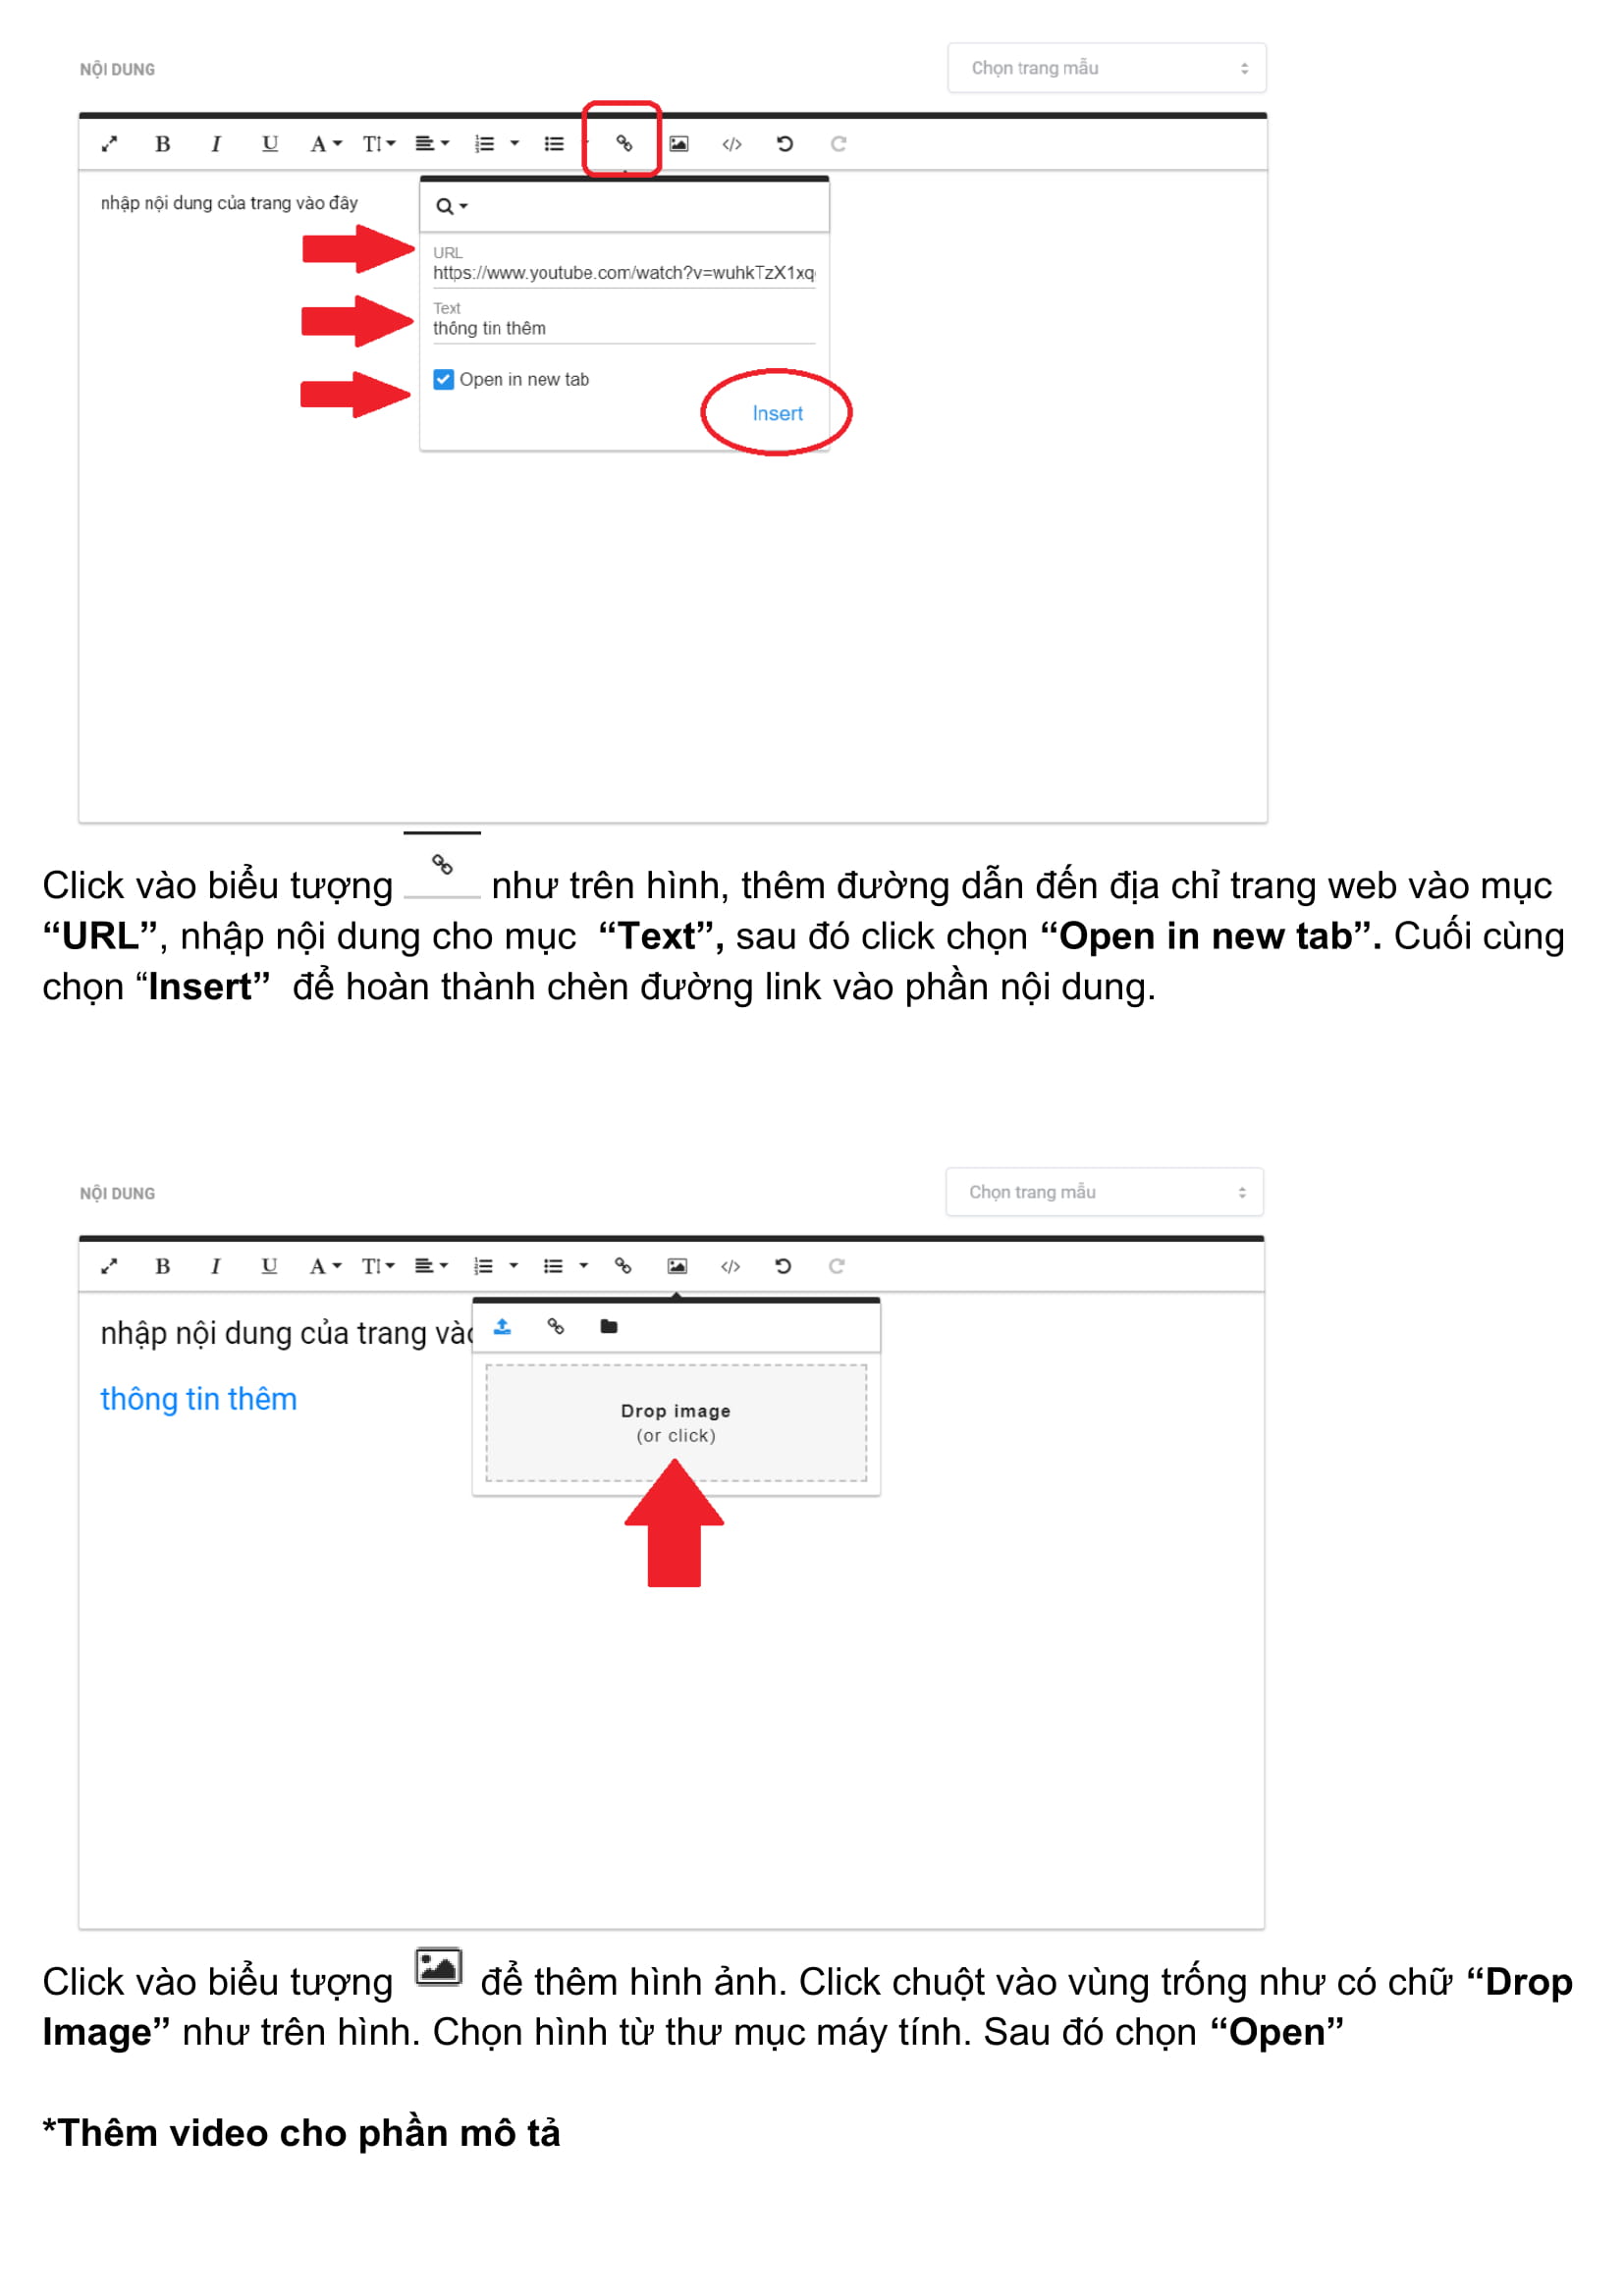 NỘI DUNG
Chọn trang mẫu
B I U A T
nhập nội dung của trang vào đây
URL
https://www.youtube.com/watch?v=wuhkTzX1xq
Text
thông tin thêm
Open in new tab
Insert
Click vào biểu tượng như trên hình, thêm đường dẫn đến địa chỉ trang web vào mục
“URL”, nhập nội dung cho mục “Text”, sau đó click chọn “Open in new tab”. Cuối cùng
chọn “Insert” để hoàn thành chèn đường link vào phần nội dung.
NỘI DUNG
Chọn trang mẫu
B I U A T
nhập nội dung của trang
thông tin thêm
Drop image
(or click)
Click vào biểu tượng để thêm hình ảnh. Click chuột vào vùng trống như có chữ “Drop
Image” như trên hình. Chọn hình từ thư mục máy tính. Sau đó chọn “Open”
*Thêm video cho phần mô tả